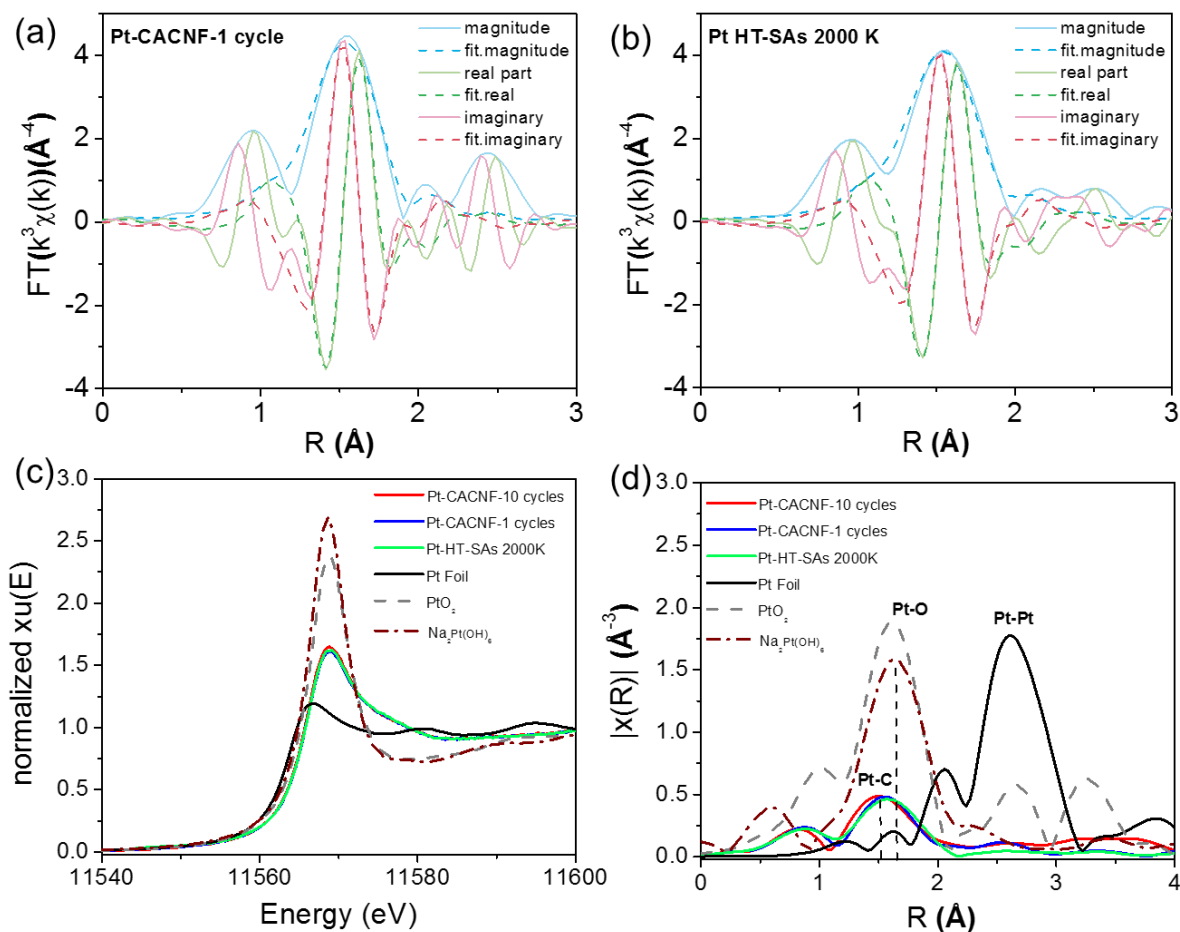 (a)
Pt-CACNF-1 cycle
magnitude
fit.magnitude
real part
fit.real
imaginary
fit.imaginary
FT(k³χ(k))(Å⁻⁴)
4
2
0
-2
-4
0
1
2
3
R (Å)
(b)
Pt HT-SAs 2000 K
magnitude
fit.magnitude
real part
fit.real
imaginary
fit.imaginary
FT(k³χ(k))(Å⁻⁴)
4
2
0
-2
-4
0
1
2
3
R (Å)
(c)
Pt-CACNF-10 cycles
Pt-CACNF-1 cycles
Pt-HT-SAs 2000K
Pt Foil
PtO₂
Na₂Pt(OH)₆
normalized xu(E)
3.0
2.5
2.0
1.5
1.0
0.5
0.0
11540
11560
11580
11600
Energy (eV)
(d)
Pt-CACNF-10 cycles
Pt-CACNF-1 cycles
Pt-HT-SAs 2000K
Pt Foil
PtO₂
Na₂Pt(OH)₆
Pt-O
Pt-Pt
Pt-C
|x(R)| (Å⁻³)
3.0
2.5
2.0
1.5
1.0
0.5
0.0
0
1
2
3
4
R (Å)